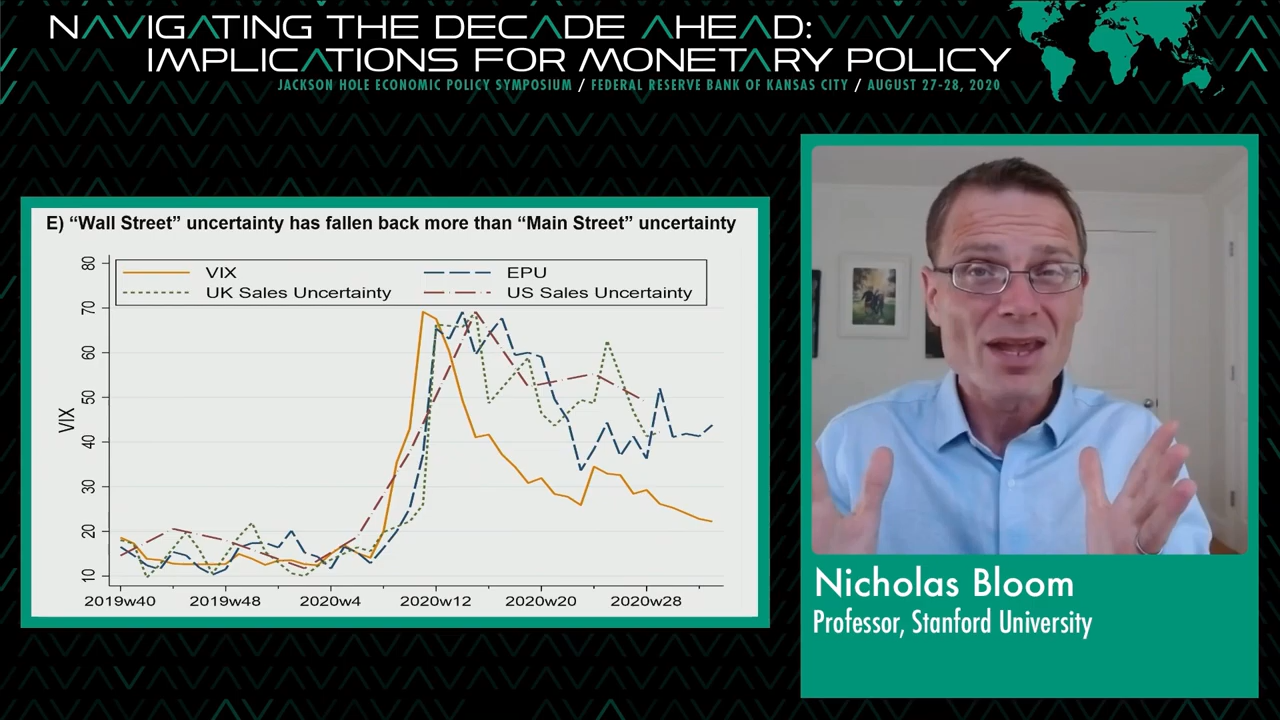 NAVIGATING THE DECADE AHEAD:
IMPLICATIONS FOR MONETARY POLICY
JACKSON HOLE ECONOMIC POLICY SYMPOSIUM / FEDERAL RESERVE BANK OF KANSAS CITY / AUGUST 27-28, 2020
E) “Wall Street” uncertainty has fallen back more than “Main Street” uncertainty
VIX EPU
UK Sales Uncertainty US Sales Uncertainty
VIX
80
70
60
50
40
30
20
10
2019w40 2019w48 2020w4 2020w12 2020w20 2020w28
Nicholas Bloom
Professor, Stanford University